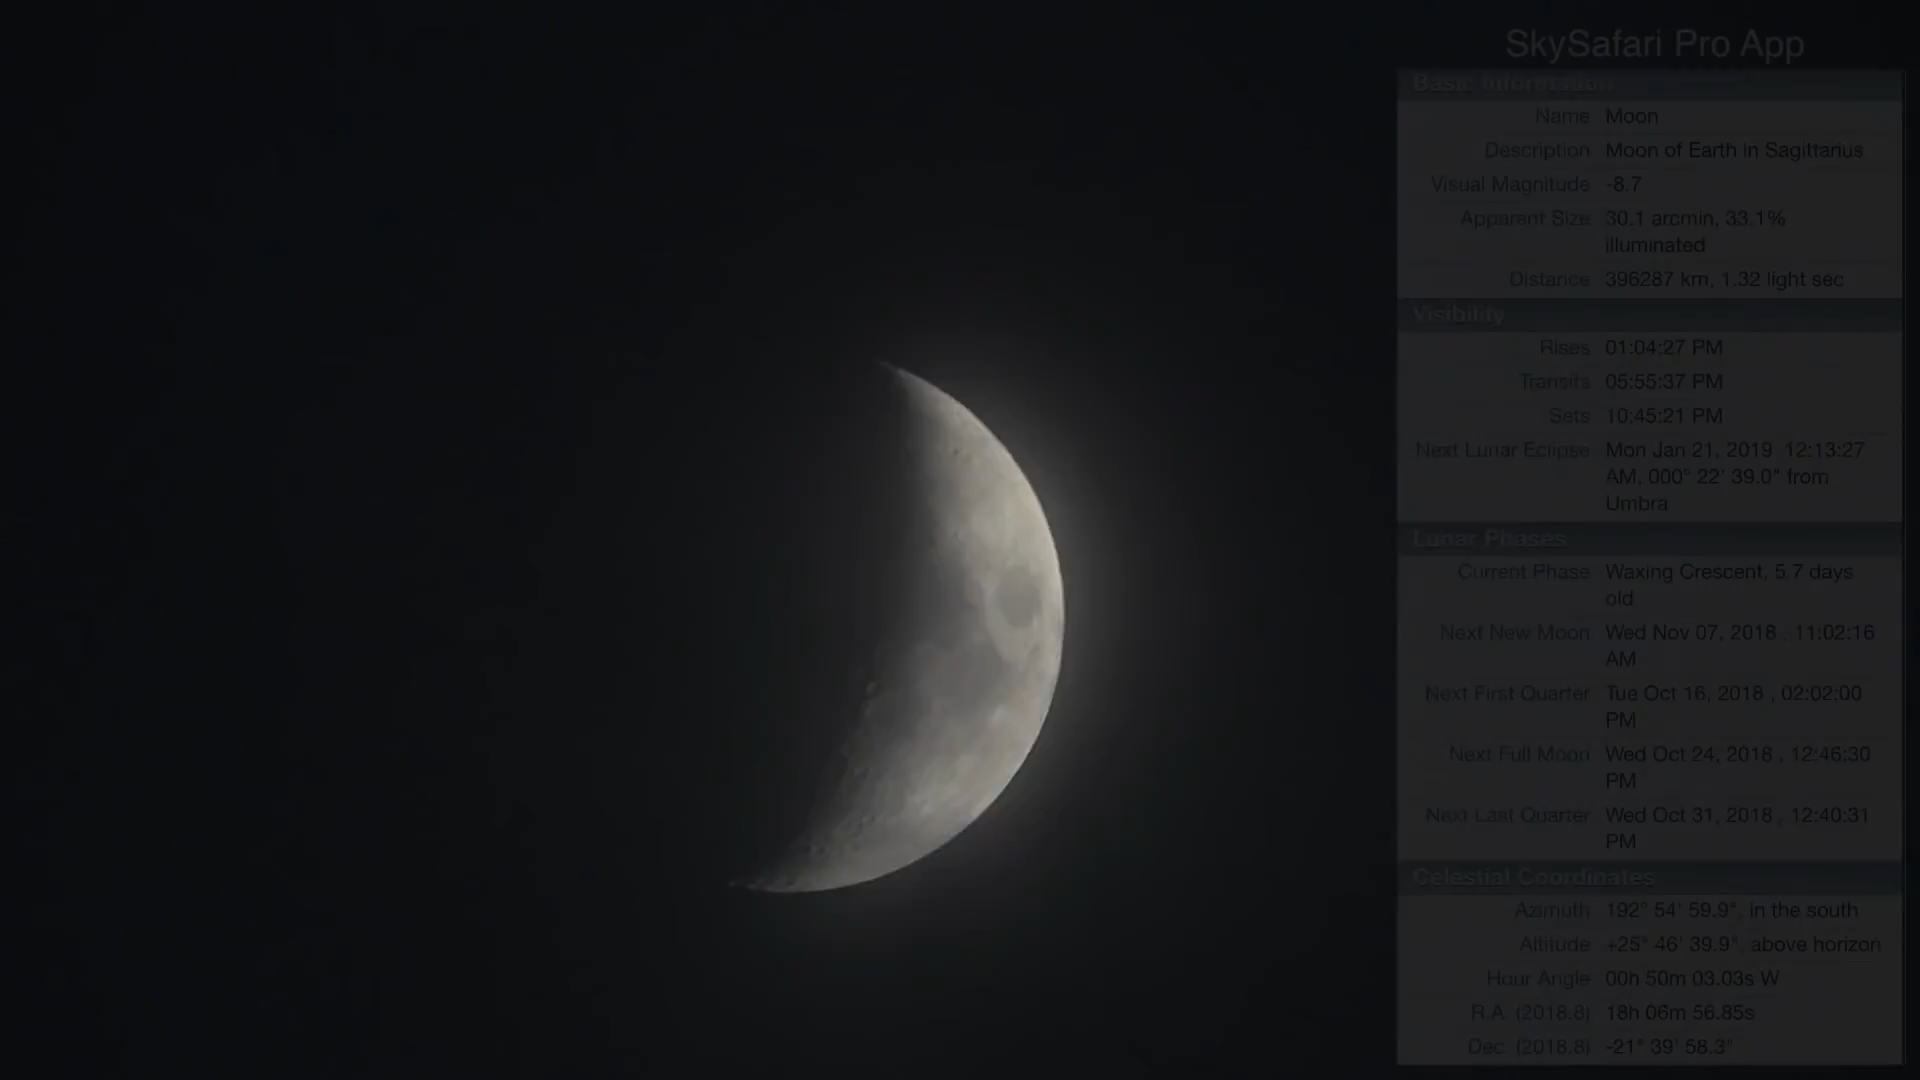 SkySafari Pro App
Basic Information
Name Moon
Description Moon of Earth in Sagittarius
Visual Magnitude -8.7
Apparent Size 30.1 arcmin, 33.1%
illuminated
Distance 396287 km, 1.32 light sec
Visibility
Rises 01:04:27 PM
Transits 05:55:37 PM
Sets 10:45:21 PM
Next Lunar Eclipse Mon Jan 21, 2019 12:13:27
AM, 000° 22' 39.0" from
Umbra
Lunar Phases
Current Phase Waxing Crescent, 5.7 days
old
Next New Moon Wed Nov 07, 2018 , 11:02:16
AM
Next First Quarter Tue Oct 16, 2018 , 02:02:00
PM
Next Full Moon Wed Oct 24, 2018 , 12:46:30
PM
Next Last Quarter Wed Oct 31, 2018 , 12:40:31
PM
Celestial Coordinates
Azimuth 192° 54' 59.9", in the south
Altitude +25° 46' 39.9", above horizon
Hour Angle 00h 50m 03.03s W
R.A. (2018.8) 18h 06m 56.85s
Dec. (2018.8) -21° 39' 58.3"